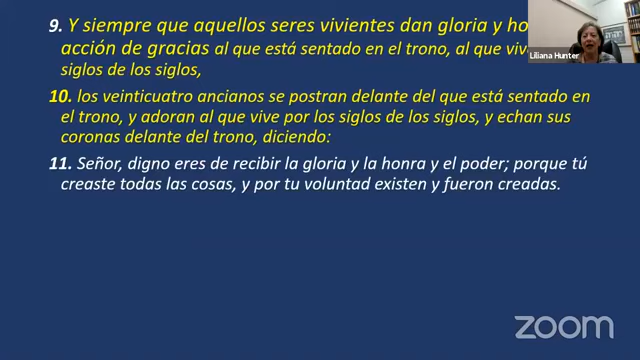 9. Y siempre que aquellos seres vivientes dan gloria y ho
acción de gracias al que está sentado en el trono, al que viv
siglos de los siglos,
10. los veinticuatro ancianos se postran delante del que está sentado en
el trono, y adoran al que vive por los siglos de los siglos, y echan sus
coronas delante del trono, diciendo:
11. Señor, digno eres de recibir la gloria y la honra y el poder; porque tú
creaste todas las cosas, y por tu voluntad existen y fueron creadas.
Liliana Hunter
zoom